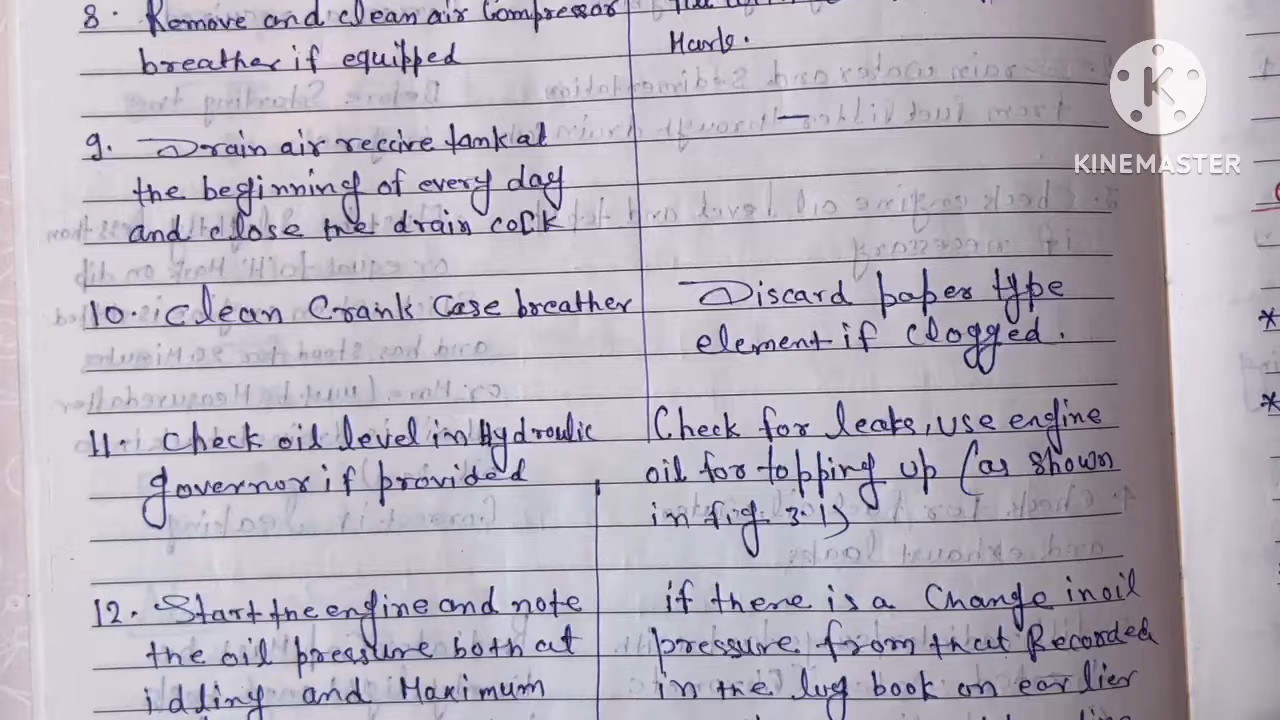 8. Remove and clean air Compressor
breather if equipped
Mark.
9. Drain air recive tank at
the beginning of every day
and close the drain cock
10. Clean Crank Case breather
Discard paper type
element if clogged.
11. Check oil level in Hydroulic
governor if provided
Check for leaks, use engine
oil for topping up (as shown
in fig 3.1)
12. Start the engine and note
the oil pressure both at
idling and Maximum
if there is a Change in oil
pressure from that Recorded
in the lug book on earlier
K
KINEMASTER